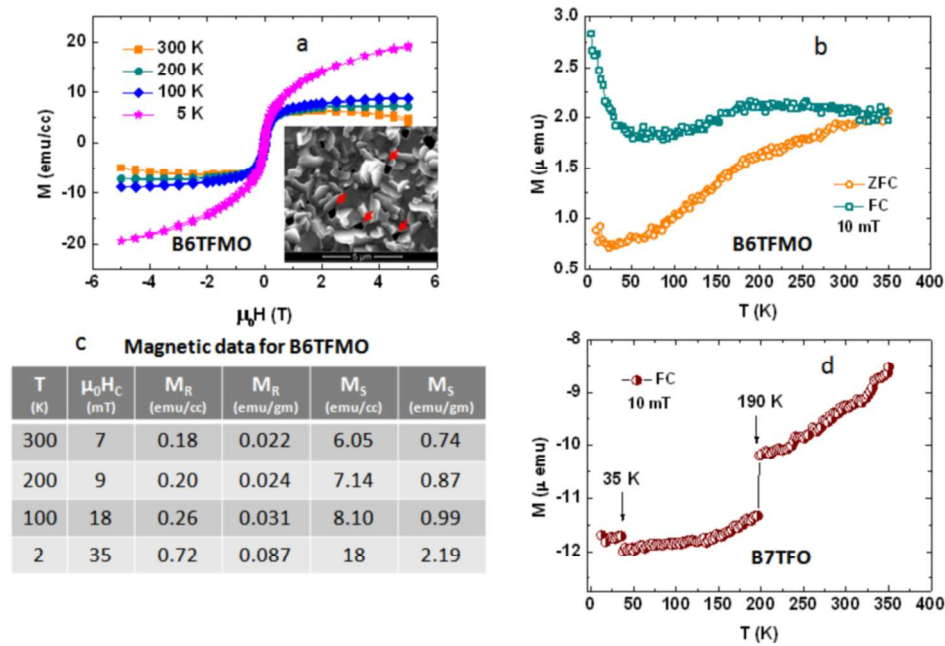 20
10
0
-10
-20
M (emu/cc)
a
300 K
200 K
100 K
5 K
B6TFMO
5 µm
-6 -4 -2 0 2 4 6
µ₀H (T)
3.0
2.5
2.0
1.5
1.0
0.5
M (µ emu)
b
ZFC
FC
10 mT
B6TFMO
0 50 100 150 200 250 300 350 400
T (K)
c Magnetic data for B6TFMO
T µ₀H_C M_R M_R M_S M_S
(K) (mT) (emu/cc) (emu/gm) (emu/cc) (emu/gm)
300 7 0.18 0.022 6.05 0.74
200 9 0.20 0.024 7.14 0.87
100 18 0.26 0.031 8.10 0.99
2 35 0.72 0.087 18 2.19
-8
-9
-10
-11
-12
M (µ emu)
d
FC
10 mT
190 K
35 K
B7TFO
0 50 100 150 200 250 300 350 400
T (K)